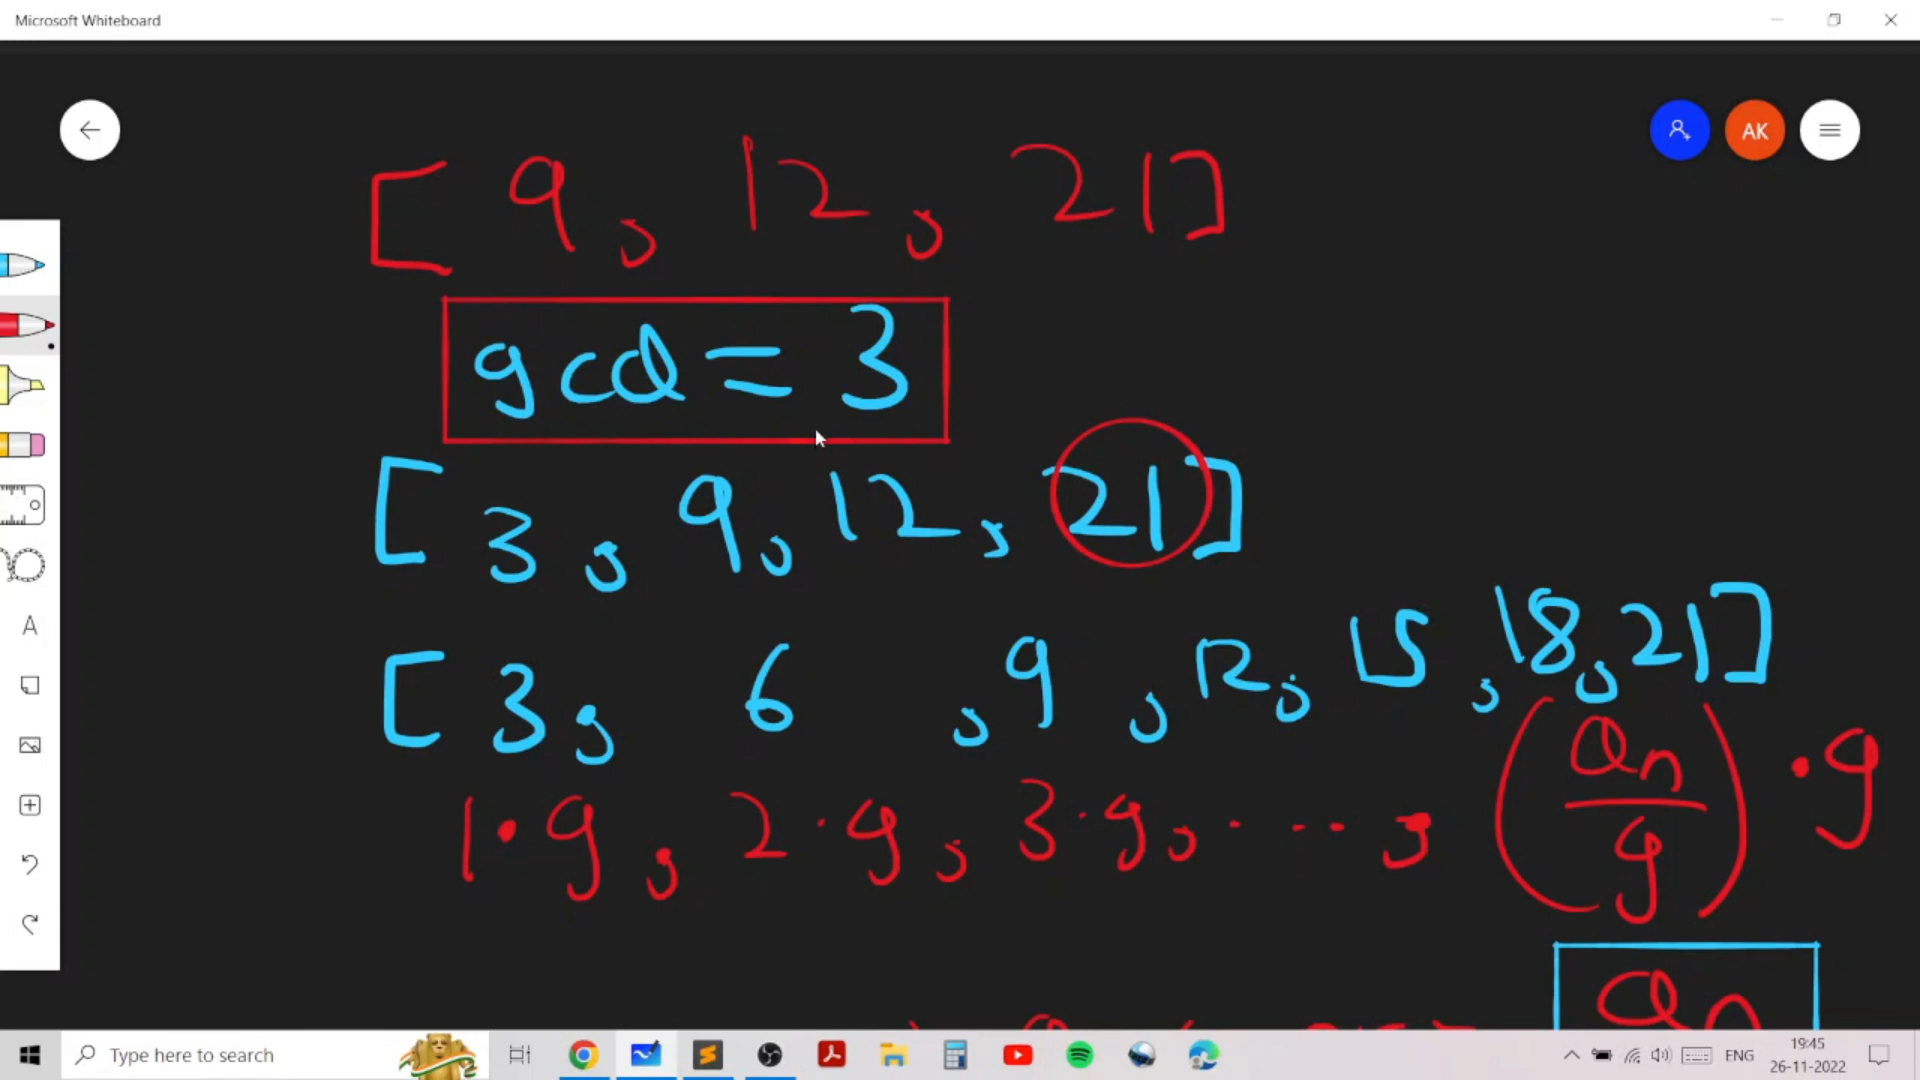 Microsoft Whiteboard
AK
[ 9, 12, 21]
gcd = 3
[ 3, 9, 12, 21]
[ 3, 6 , 9 , 12, 15 , 18, 21]
1·g, 2·g, 3·g, · · · · , (an/g) · g
A
an
Type here to search
ENG
19:45
26-11-2022